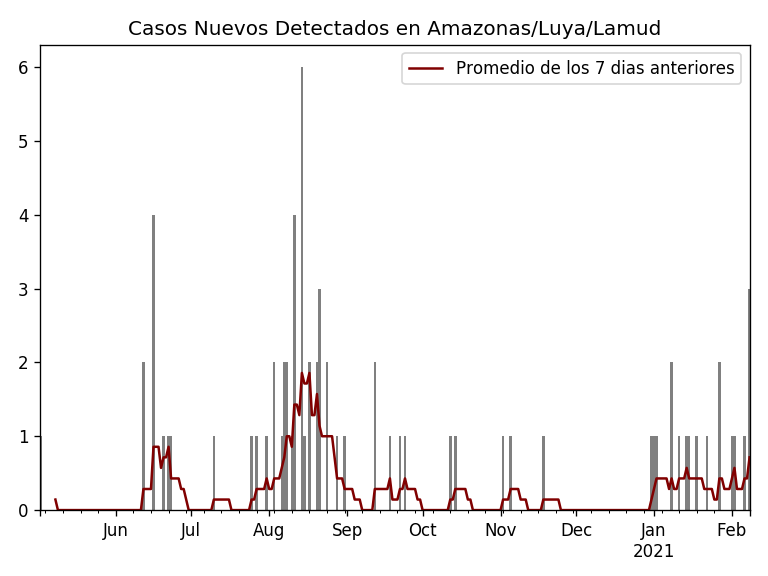 Casos Nuevos Detectados en Amazonas/Luya/Lamud
Promedio de los 7 dias anteriores
6
5
4
3
2
1
0
Jun Jul Aug Sep Oct Nov Dec Jan Feb
2021